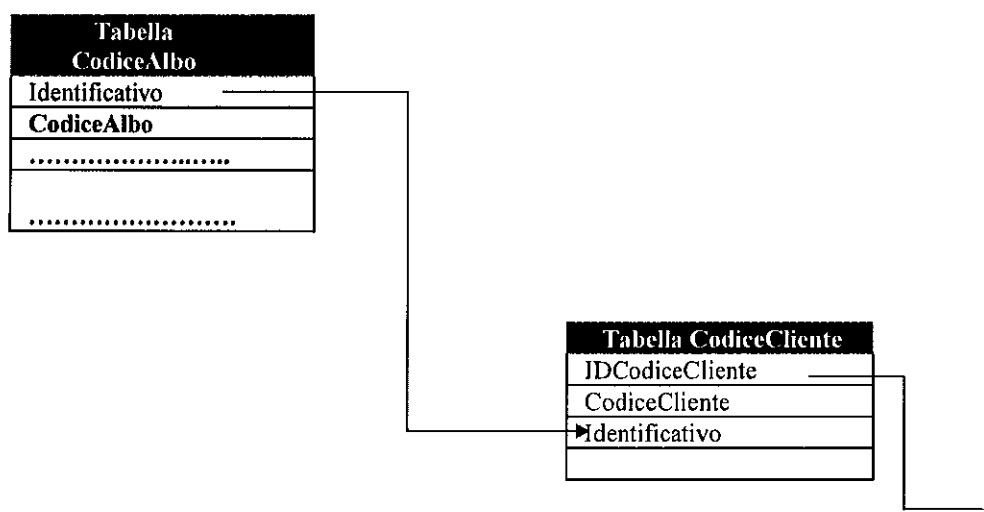 Tabella
CodiceAlbo
Identificativo
CodiceAlbo
............................
............................
Tabella CodiceCliente
IDCodiceCliente
CodiceCliente
Identificativo